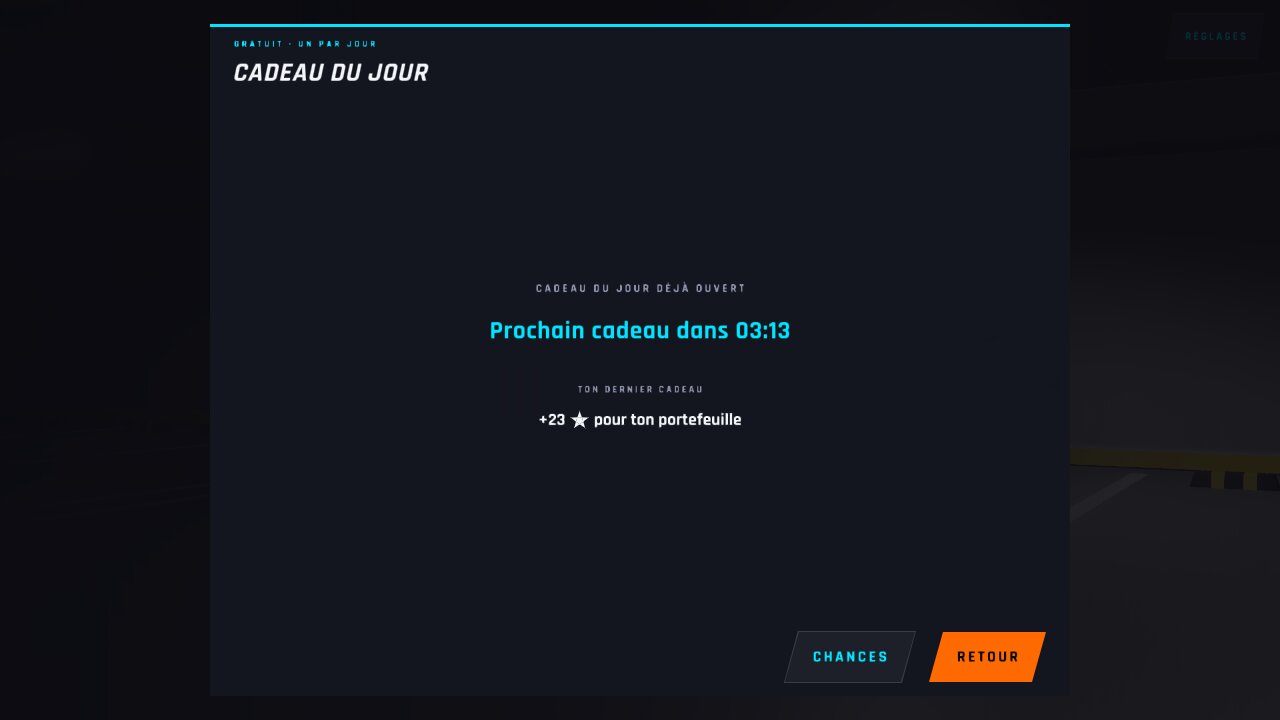 GRATUIT · UN PAR JOUR
RÉGLAGES
CADEAU DU JOUR
CADEAU DU JOUR DÉJÀ OUVERT
Prochain cadeau dans 03:13
TON DERNIER CADEAU
+23 ★ pour ton portefeuille
CHANCES
RETOUR